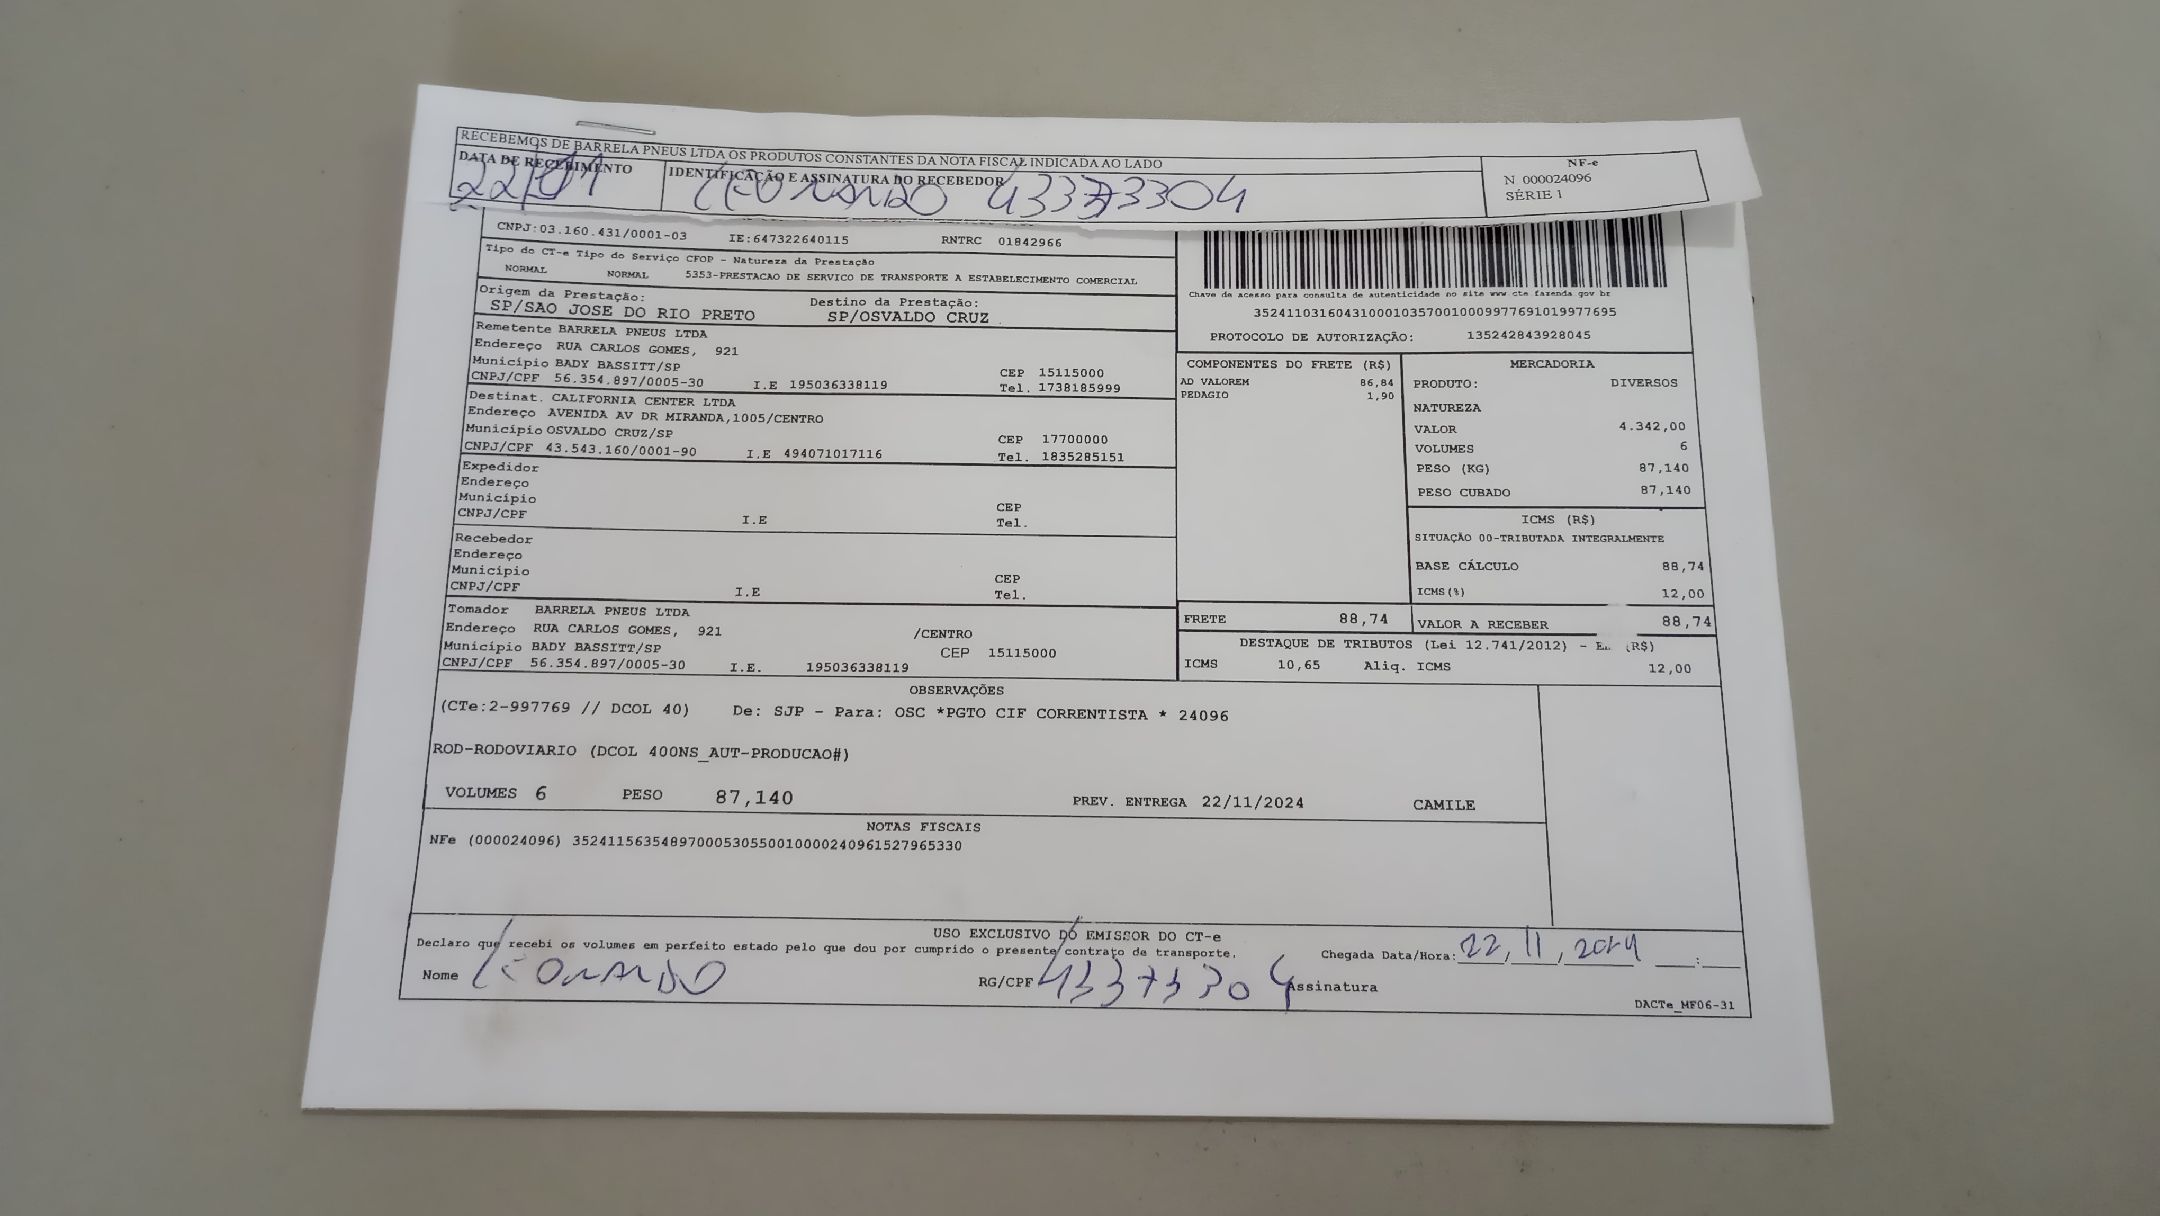 RECEBEMOS DE BARRELA PNEUS LTDA OS PRODUTOS CONSTANTES DA NOTA FISCAL INDICADA AO LADO
DATA DE RECEBIMENTO IDENTIFICAÇÃO E ASSINATURA DO RECEBEDOR
22/11 LEONARDO 43373304
NF-e
N 000024096
SÉRIE 1
CNPJ:03.160.431/0001-03 IE:647322640115 RNTRC 01842966
Tipo do CT-e Tipo do Serviço CFOP - Natureza da Prestação
NORMAL NORMAL 5353-PRESTACAO DE SERVICO DE TRANSPORTE A ESTABELECIMENTO COMERCIAL
Origem da Prestação: Destino da Prestação:
SP/SAO JOSE DO RIO PRETO SP/OSVALDO CRUZ
Remetente BARRELA PNEUS LTDA
Endereço RUA CARLOS GOMES, 921
Município BADY BASSITT/SP CEP 15115000
CNPJ/CPF 56.354.897/0005-30 I.E 195036338119 Tel. 1738185999
Destinat. CALIFORNIA CENTER LTDA
Endereço AVENIDA AV DR MIRANDA,1005/CENTRO
Município OSVALDO CRUZ/SP CEP 17700000
CNPJ/CPF 43.543.160/0001-90 I.E 494071017116 Tel. 1835285151
Expedidor
Endereço
Município CEP
CNPJ/CPF I.E Tel.
Recebedor
Endereço
Município CEP
CNPJ/CPF I.E Tel.
Tomador BARRELA PNEUS LTDA
Endereço RUA CARLOS GOMES, 921 /CENTRO
Município BADY BASSITT/SP CEP 15115000
CNPJ/CPF 56.354.897/0005-30 I.E. 195036338119
Chave de acesso para consulta de autenticidade no site www cte fazenda gov br
35241103160431000103570010009977691019977695
PROTOCOLO DE AUTORIZAÇÃO: 135242843928045
COMPONENTES DO FRETE (R$)
AD VALOREM 86,84
PEDAGIO 1,90
MERCADORIA
PRODUTO: DIVERSOS
NATUREZA
VALOR 4.342,00
VOLUMES 6
PESO (KG) 87,140
PESO CUBADO 87,140
ICMS (R$)
SITUAÇÃO 00-TRIBUTADA INTEGRALMENTE
BASE CÁLCULO 88,74
ICMS(%) 12,00
FRETE 88,74 VALOR A RECEBER 88,74
DESTAQUE DE TRIBUTOS (Lei 12.741/2012) - (R$)
ICMS 10,65 Aliq. ICMS 12,00
OBSERVAÇÕES
(CTe:2-997769 // DCOL 40) De: SJP - Para: OSC *PGTO CIF CORRENTISTA * 24096
ROD-RODOVIARIO (DCOL 400NS_AUT-PRODUCAO#)
VOLUMES 6 PESO 87,140 PREV. ENTREGA 22/11/2024 CAMILE
NOTAS FISCAIS
NFe (000024096) 35241156354897000530550010000240961527965330
USO EXCLUSIVO DO EMISSOR DO CT-e
Declaro que recebi os volumes em perfeito estado pelo que dou por cumprido o presente contrato de transporte. Chegada Data/Hora: 22, 11, 2024 __:__
Nome LEONARDO RG/CPF 43373304 Assinatura
DACTe_MF06-31